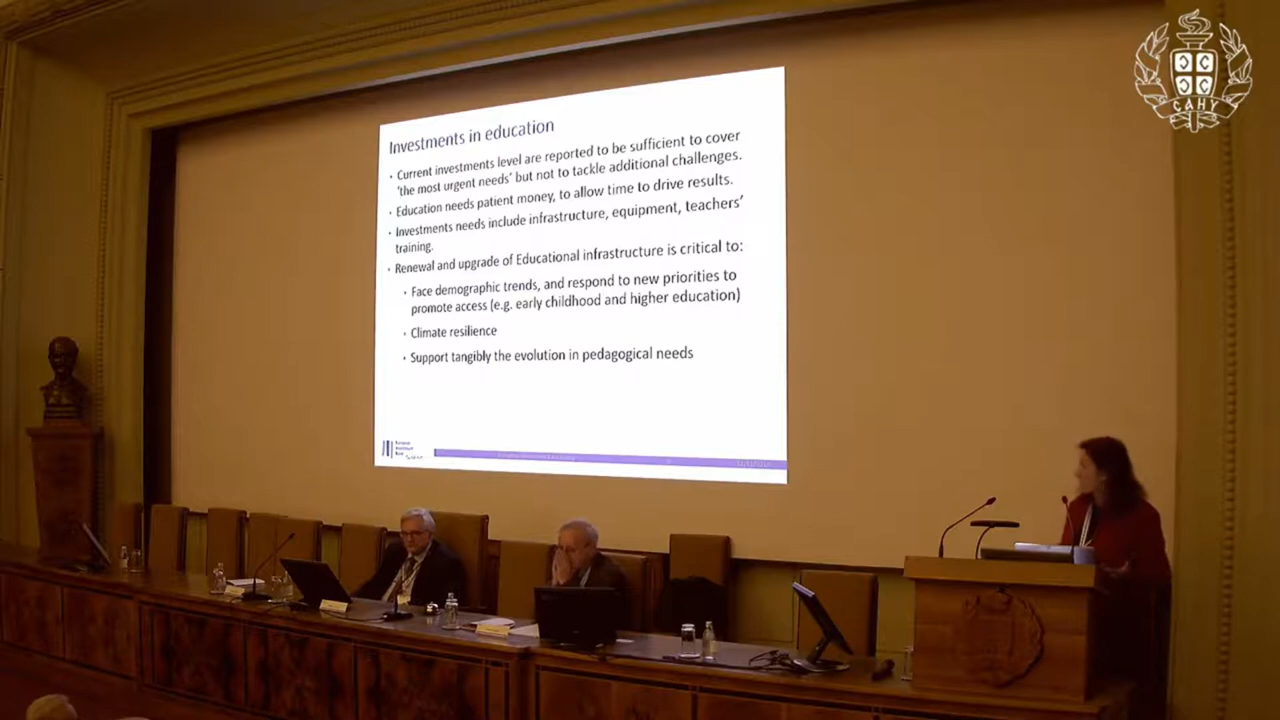 САНУ
Investments in education
• Current investments level are reported to be sufficient to cover
'the most urgent needs' but not to tackle additional challenges.
• Education needs patient money, to allow time to drive results.
• Investments needs include infrastructure, equipment, teachers'
training.
• Renewal and upgrade of Educational infrastructure is critical to:
• Face demographic trends, and respond to new priorities to
promote access (e.g. early childhood and higher education)
• Climate resilience
• Support tangibly the evolution in pedagogical needs
European
Investment
Bank